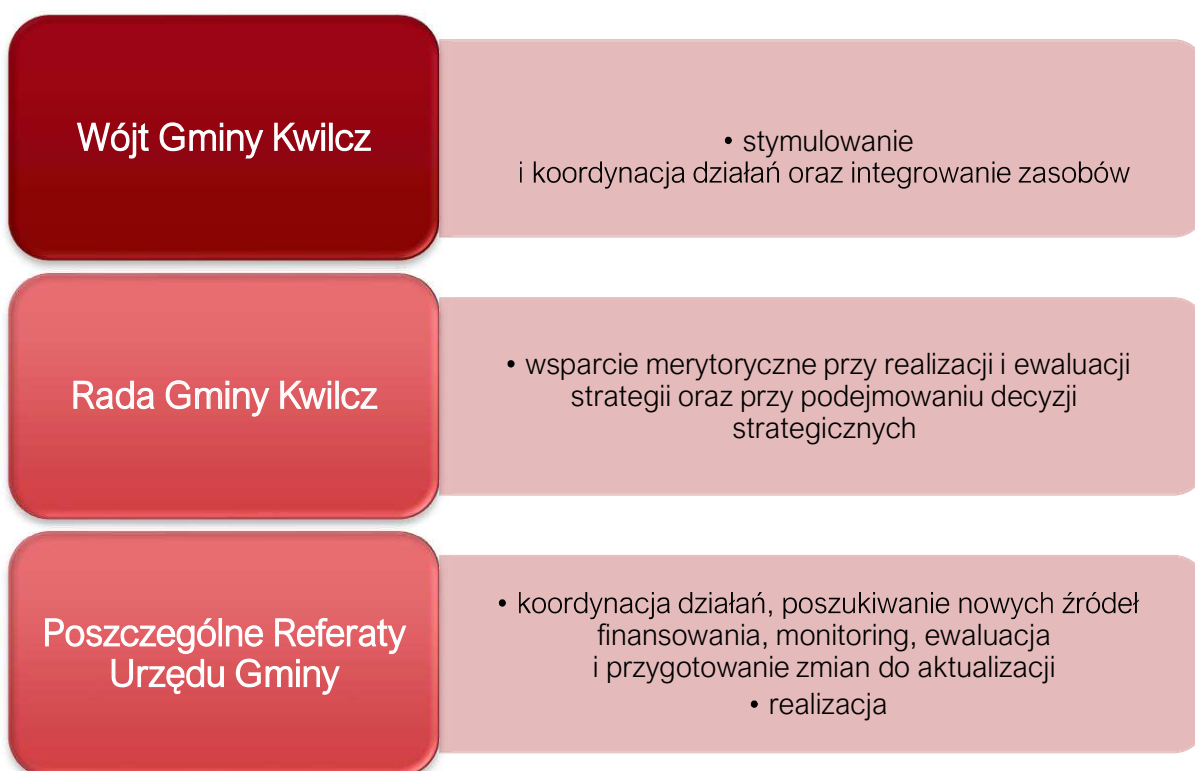 Wójt Gminy Kwilcz
• stymulowanie
i koordynacja działań oraz integrowanie zasobów
Rada Gminy Kwilcz
• wsparcie merytoryczne przy realizacji i ewaluacji
strategii oraz przy podejmowaniu decyzji
strategicznych
Poszczególne Referaty
Urzędu Gminy
• koordynacja działań, poszukiwanie nowych źródeł
finansowania, monitoring, ewaluacja
i przygotowanie zmian do aktualizacji
• realizacja